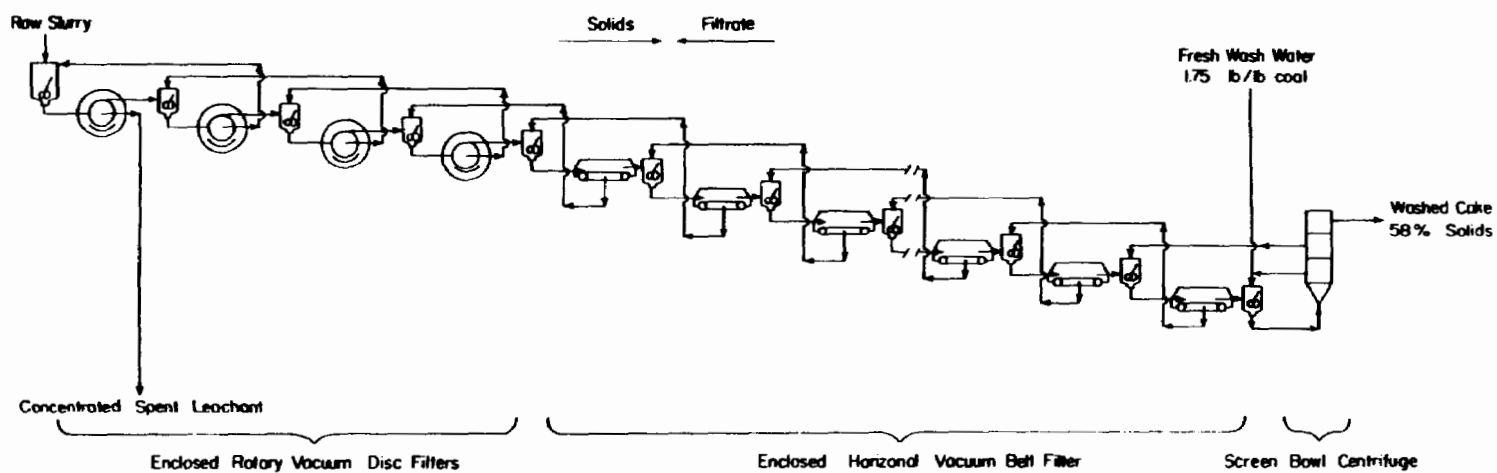 Raw Slurry
Solids
Filtrate
Fresh Wash Water
1.75 lb/lb coal
Washed Cake
58% Solids
Concentrated Spent Leachant
Enclosed Rotary Vacuum Disc Filters
Enclosed Horizonal Vacuum Belt Filter
Screen Bowl Centrifuge